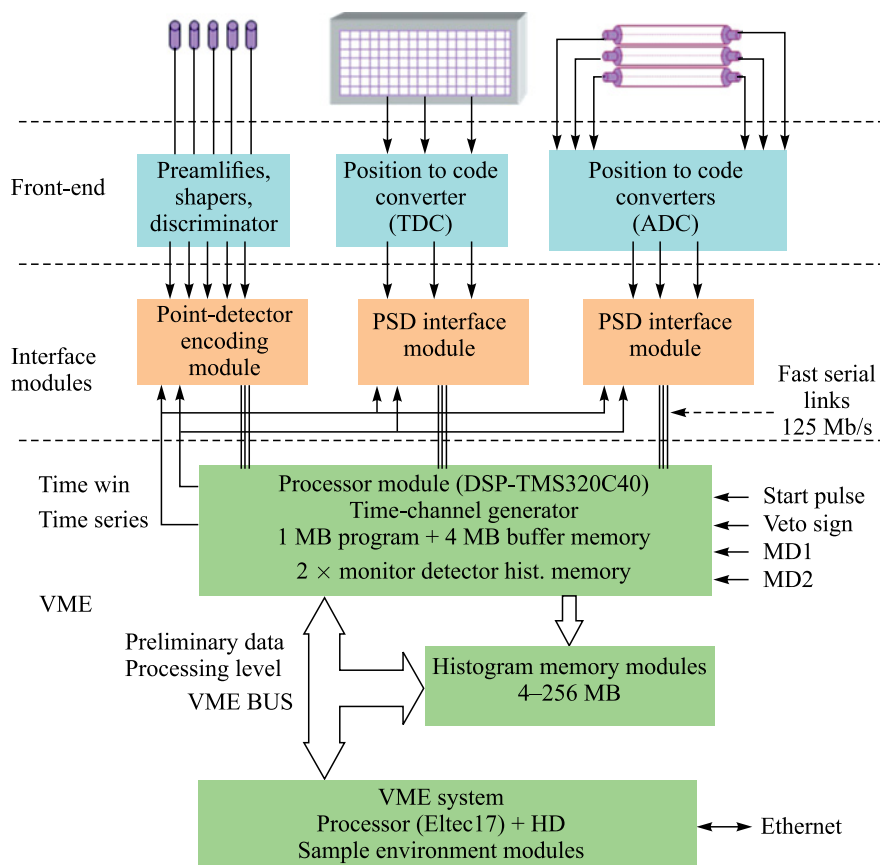 Front-end
Preamlifies,
shapers,
discriminator
Position to code
converter
(TDC)
Position to code
converters
(ADC)
Interface
modules
Point-detector
encoding
module
PSD interface
module
PSD interface
module
Fast serial
links
125 Mb/s
Time win
Time series
Processor module (DSP-TMS320C40)
Time-channel generator
1 MB program + 4 MB buffer memory
2 × monitor detector hist. memory
Start pulse
Veto sign
MD1
MD2
VME
Preliminary data
Processing level
VME BUS
Histogram memory modules
4–256 MB
VME system
Processor (Eltec17) + HD
Sample environment modules
Ethernet